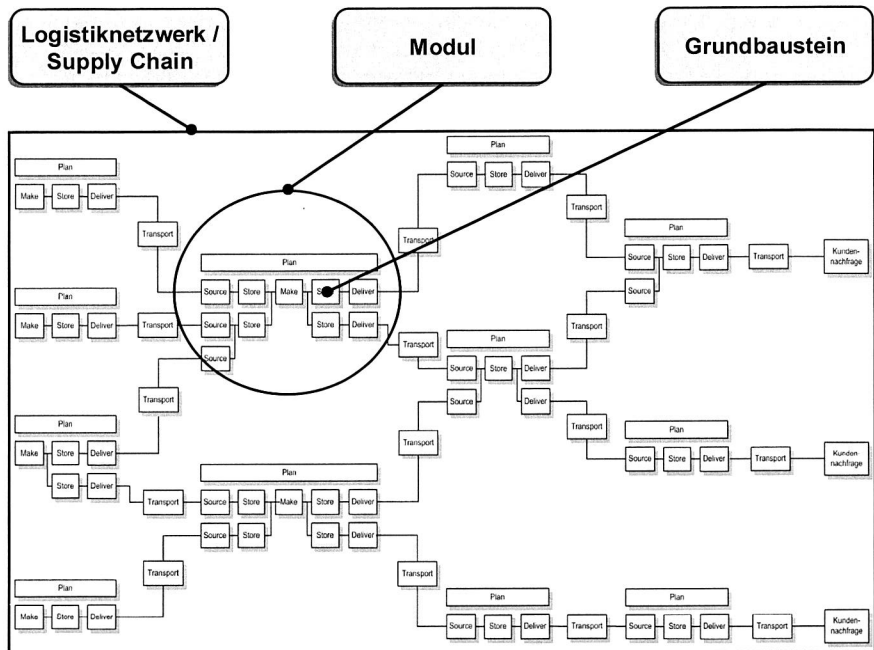 Logistiknetzwerk /
Supply Chain
Modul
Grundbaustein
Plan
Source Store Deliver
Plan
Make Store Deliver
Transport
Plan
Transport
Transport
Source Store Deliver Transport Kunden-
nachfrage
Plan
Source Store Make Deliver
Source
Plan
Make Store Deliver Transport Source Store Store Deliver
Transport
Plan
Transport
Source
Source Store Deliver
Transport
Source Deliver
Plan
Transport
Plan
Transport
Make Store Deliver
Source Store Deliver Transport Kunden-
nachfrage
Plan
Store Deliver
Transport Source Store Make Store Deliver
Source Store Store Deliver
Transport
Transport
Plan
Plan
Plan
Make Store Deliver
Source Store Deliver Transport Source Store Deliver Transport Kunden-
nachfrage